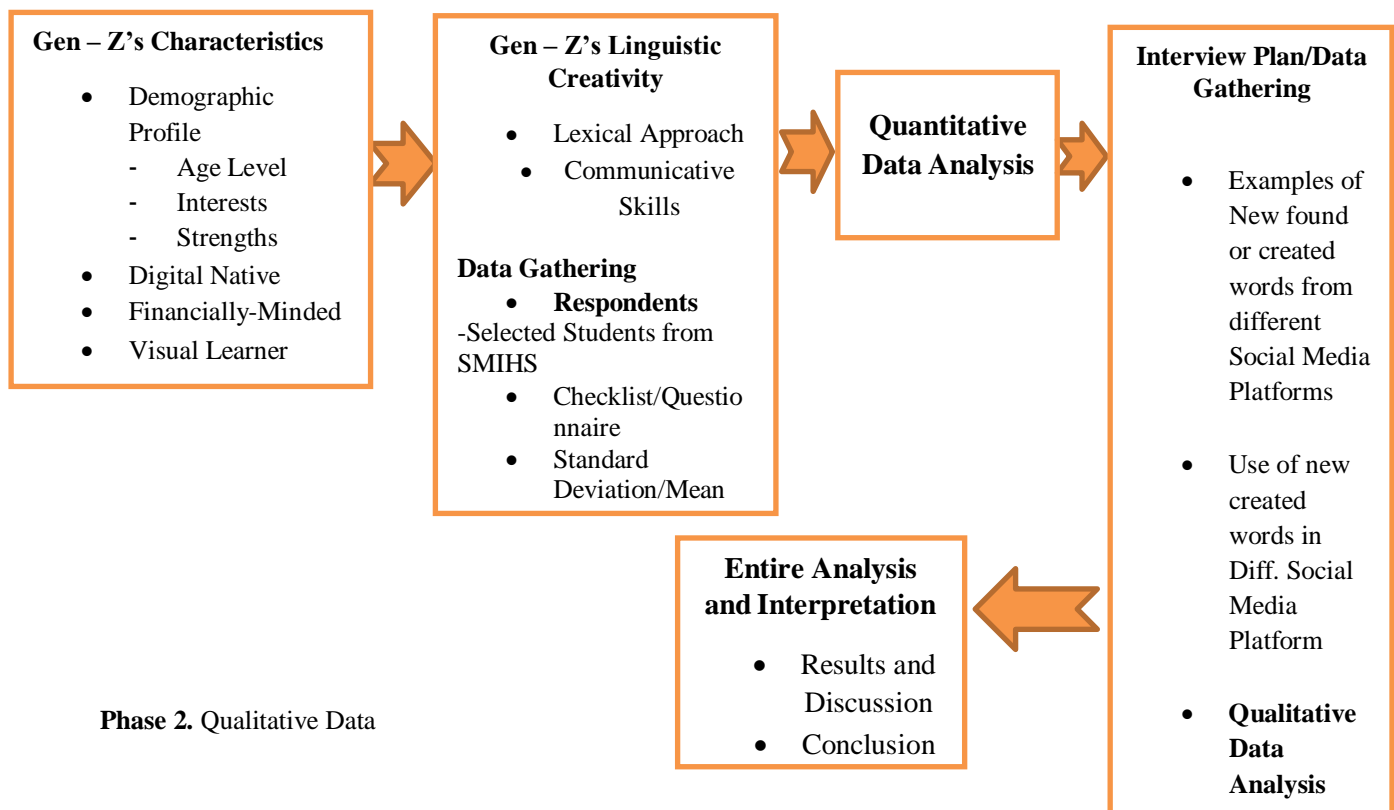 Gen – Z’s Characteristics
• Demographic
Profile
- Age Level
- Interests
- Strengths
• Digital Native
• Financially-Minded
• Visual Learner
Gen – Z’s Linguistic
Creativity
• Lexical Approach
• Communicative
Skills
Data Gathering
• Respondents
-Selected Students from
SMIHS
• Checklist/Questio
nnaire
• Standard
Deviation/Mean
Quantitative
Data Analysis
Interview Plan/Data
Gathering
• Examples of
New found
or created
words from
different
Social Media
Platforms
• Use of new
created
words in
Diff. Social
Media
Platform
• Qualitative
Data
Analysis
Entire Analysis
and Interpretation
• Results and
Discussion
• Conclusion
Phase 2. Qualitative Data